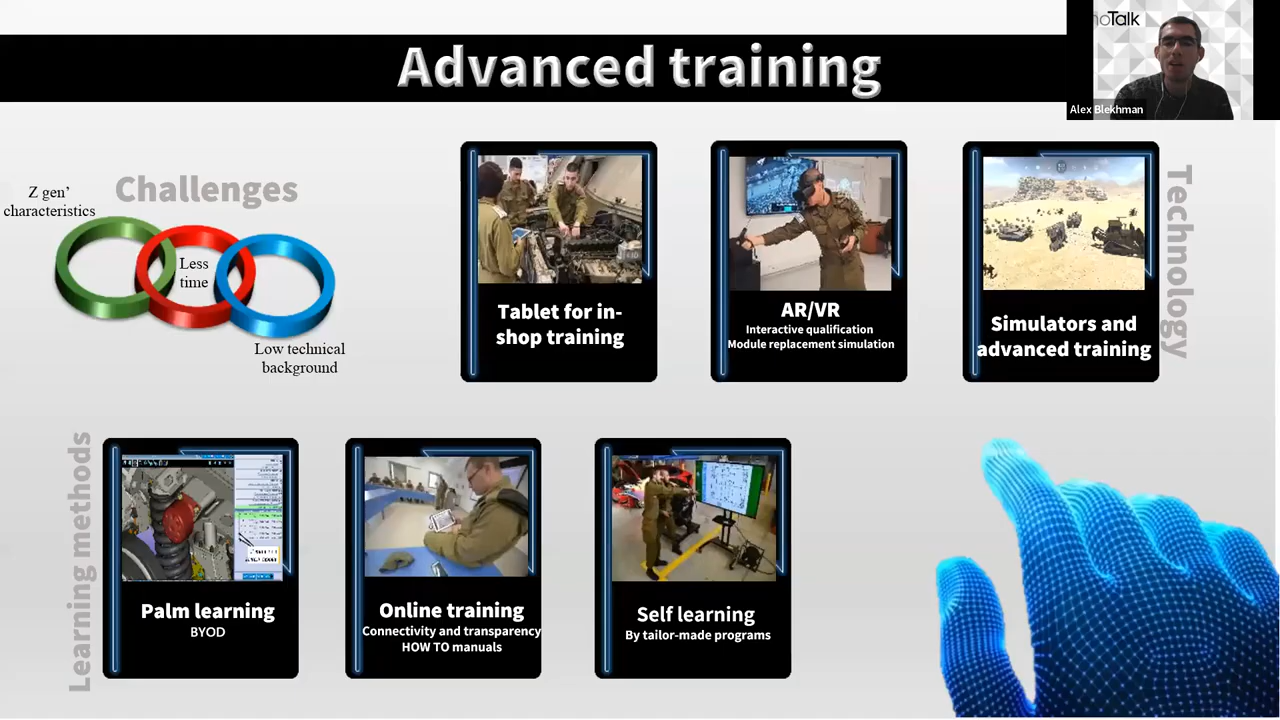 Advanced training
noTalk
Alex Blekhman
Challenges
Z gen’
characteristics
Less
time
Low technical
background
Technology
Tablet for in-
shop training
AR/VR
Interactive qualification
Module replacement simulation
Simulators and
advanced training
Learning methods
Palm learning
BYOD
Online training
Connectivity and transparency
HOW TO manuals
Self learning
By tailor-made programs